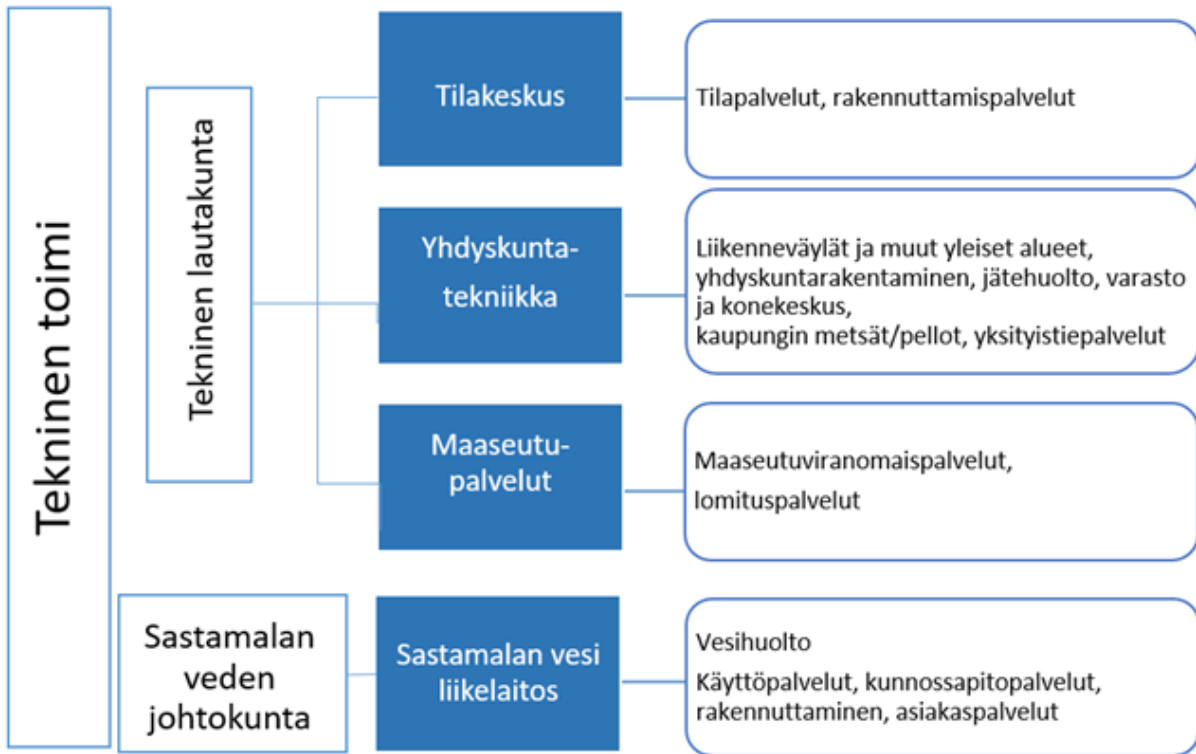 Tekninen toimi
Tekninen lautakunta
Tilakeskus
Tilapalvelut, rakennuttamispalvelut
Yhdyskunta-
tekniikka
Liikenneväylät ja muut yleiset alueet,
yhdyskuntarakentaminen, jätehuolto, varasto
ja konekeskus,
kaupungin metsät/pellot, yksityistiepalvelut
Maaseutu-
palvelut
Maaseutuviranomaispalvelut,
lomituspalvelut
Sastamalan
veden
johtokunta
Sastamalan vesi
liikelaitos
Vesihuolto
Käyttöpalvelut, kunnossapitopalvelut,
rakennuttaminen, asiakaspalvelut